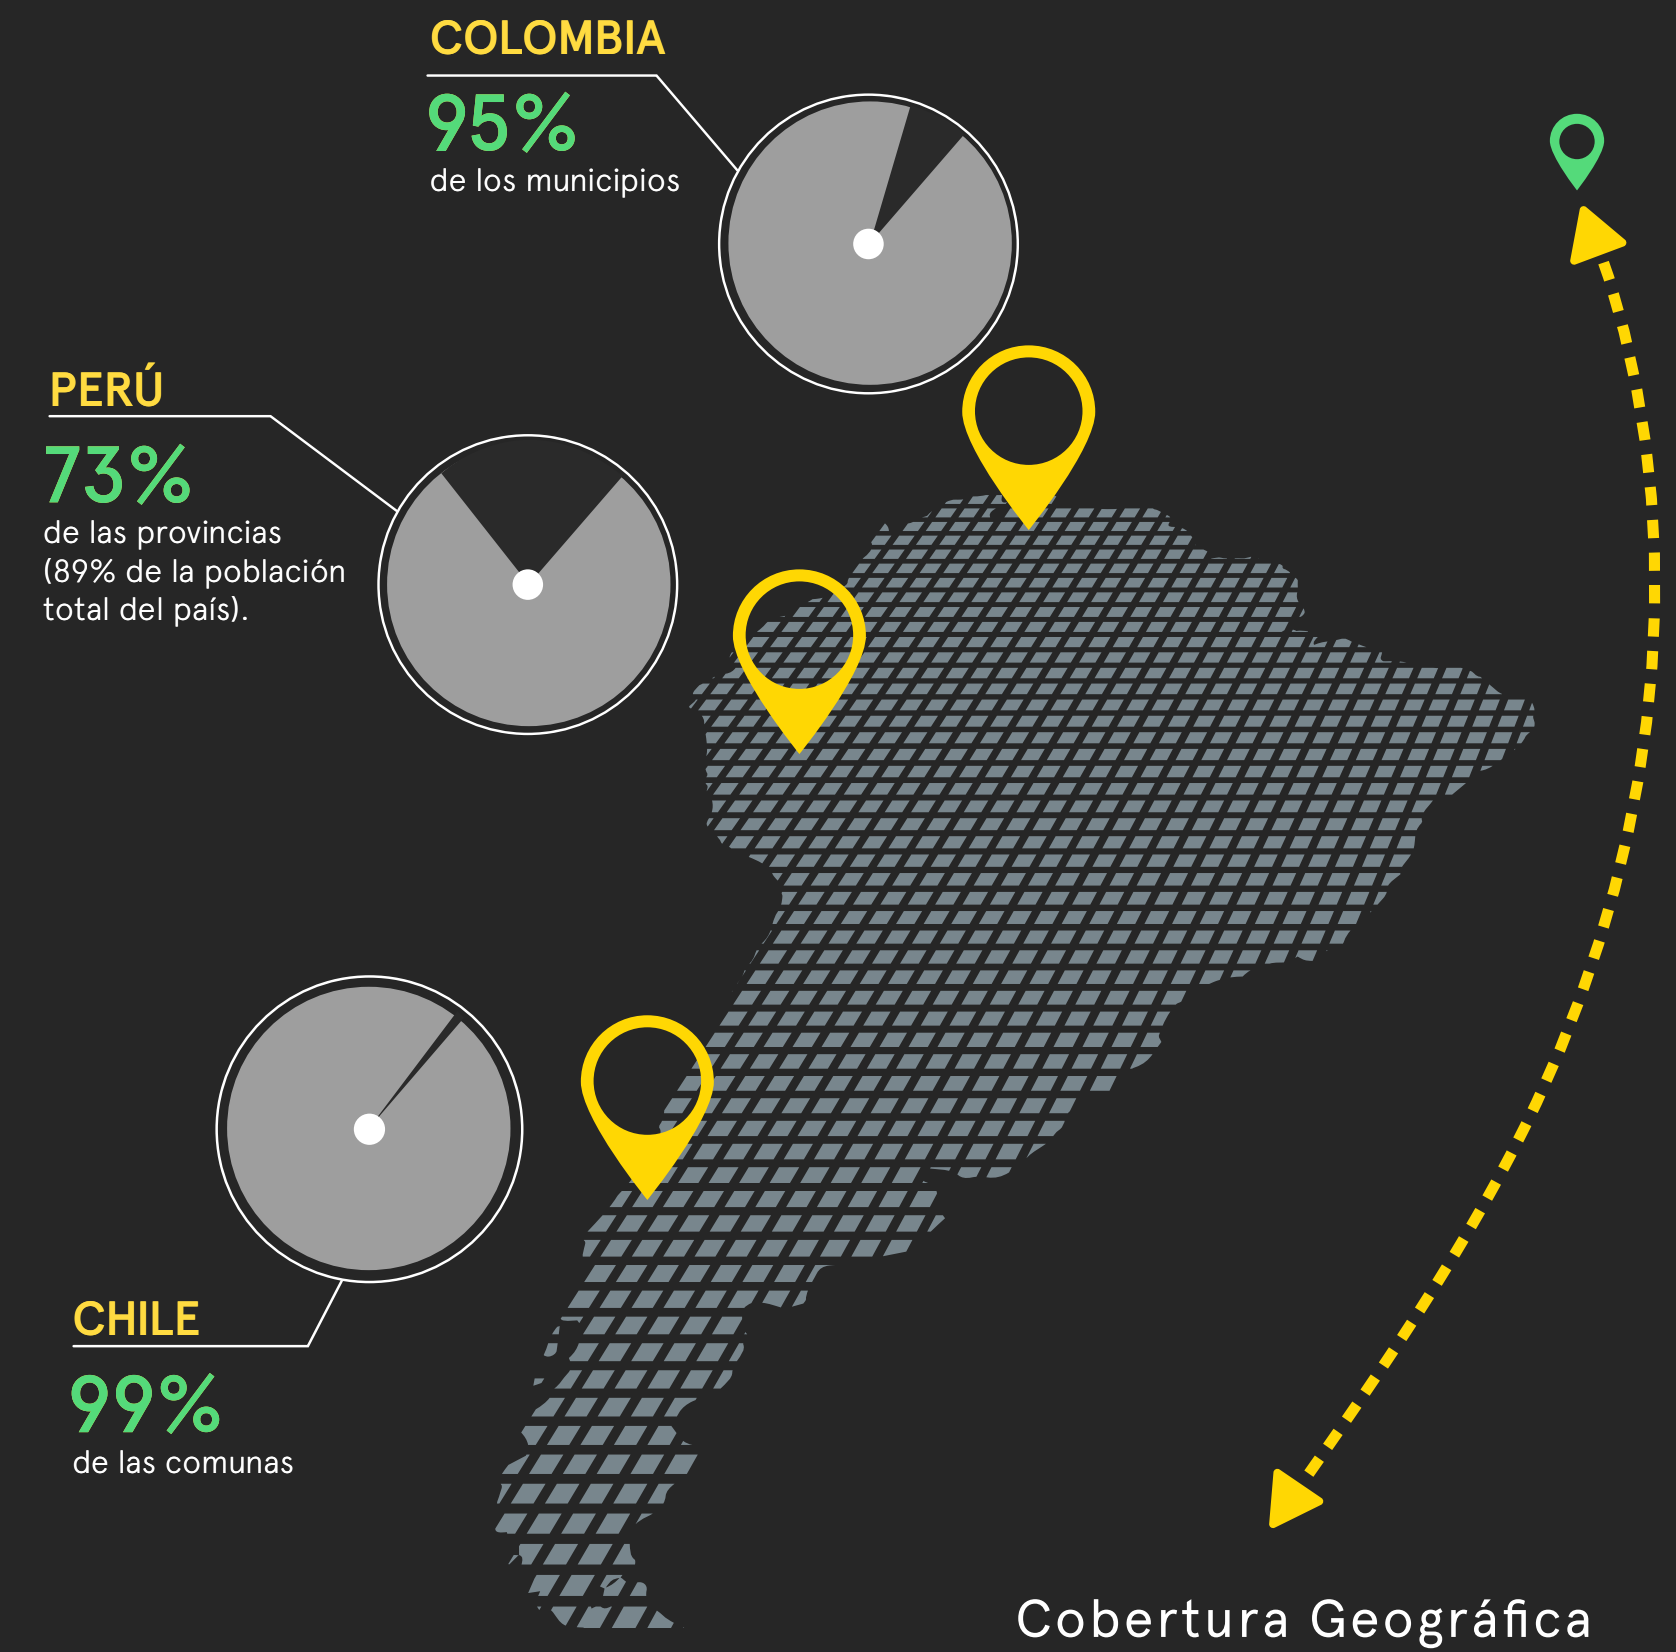 COLOMBIA
95%
de los municipios
PERÚ
73%
de las provincias
(89% de la población
total del país).
CHILE
99%
de las comunas
Cobertura Geográfica